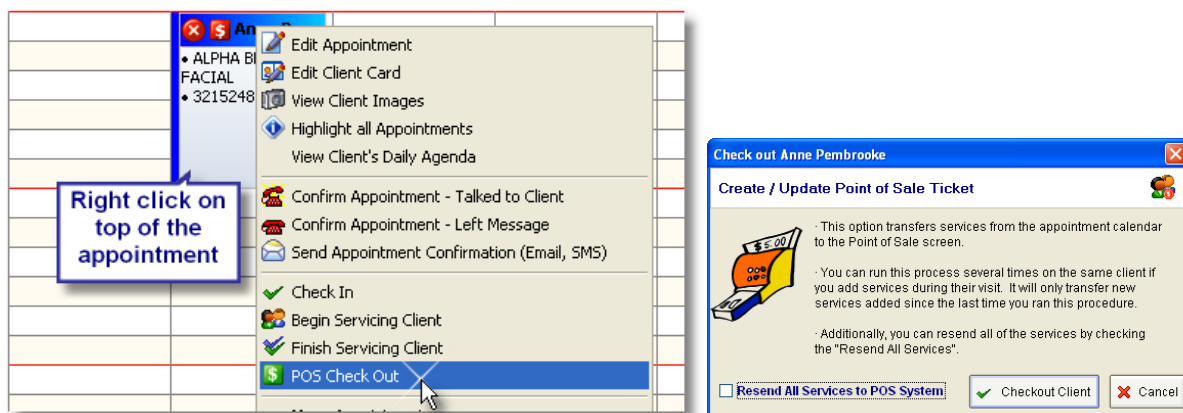 An
• ALPHA B
FACIAL
• 3215248
Edit Appointment
Edit Client Card
View Client Images
Highlight all Appointments
View Client's Daily Agenda
Confirm Appointment - Talked to Client
Confirm Appointment - Left Message
Send Appointment Confirmation (Email, SMS)
Check In
Begin Servicing Client
Finish Servicing Client
POS Check Out
Right click on
top of the
appointment
Check out Anne Pembrooke
Create / Update Point of Sale Ticket
$5.00
· This option transfers services from the appointment calendar
to the Point of Sale screen.
· You can run this process several times on the same client if
you add services during their visit. It will only transfer new
services added since the last time you ran this procedure.
· Additionally, you can resend all of the services by checking
the "Resend All Services".
Resend All Services to POS System
Checkout Client
Cancel